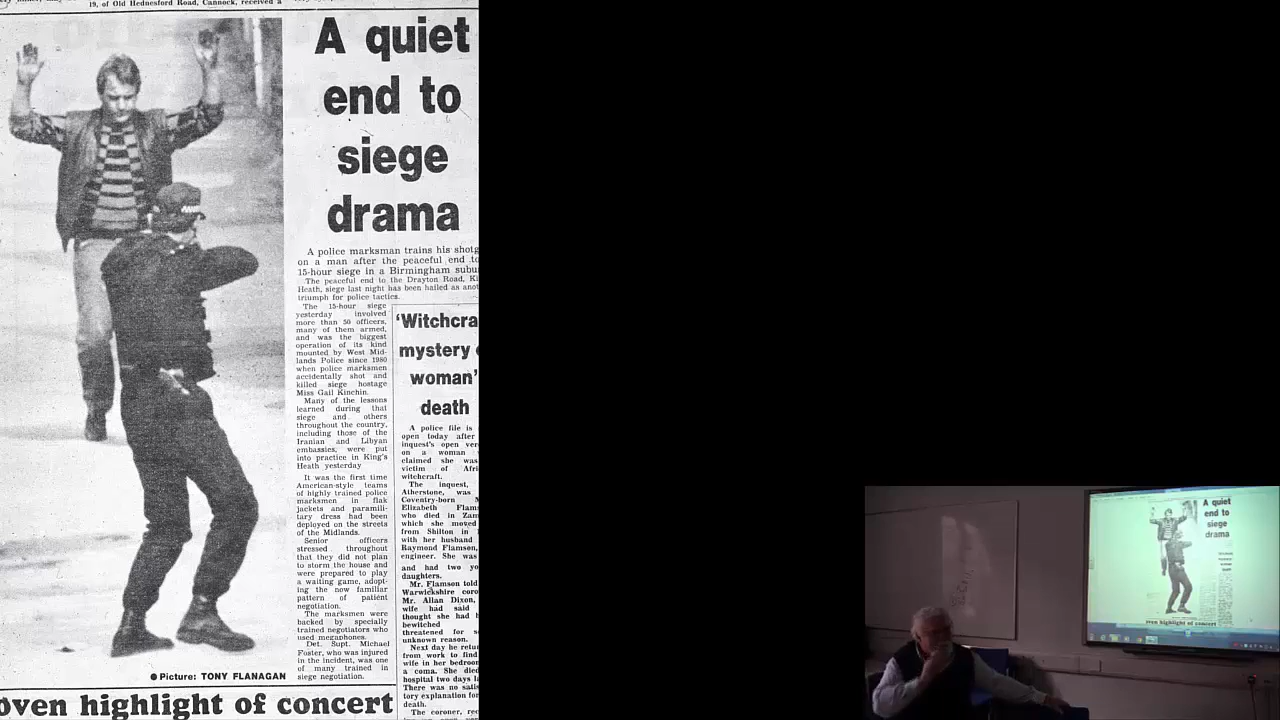 19, of Old Hednesford Road, Cannock, received a
A quiet
end to
siege
drama
A police marksman trains his shotg
on a man after the peaceful end to
15-hour siege in a Birmingham subu
The peaceful end to the Drayton Road, Ki
Heath, siege last night has been hailed as anot
triumph for police tactics.
The 15-hour siege
yesterday involved
more than 50 officers,
many of them armed,
and was the biggest
operation of its kind
mounted by West Mid-
lands Police since 1980
when police marksmen
accidentally shot and
killed siege hostage
Miss Gail Kinchin.
Many of the lessons
learned during that
siege and others
throughout the country,
including those of the
Iranian and Libyan
embassies, were put
into practice in King's
Heath yesterday
It was the first time
American-style teams
of highly trained police
marksmen in flak
jackets and paramili-
tary dress had been
deployed on the streets
of the Midlands.
Senior officers
stressed throughout
that they did not plan
to storm the house and
were prepared to play
a waiting game, adopt-
ing the now familiar
pattern of patient
negotiation.
The marksmen were
backed by specially
trained negotiators who
used megaphones.
Det. Supt. Michael
Foster, who was injured
in the incident, was one
of many trained in
siege negotiation.
'Witchcra
mystery
woman'
death
A police file is
open today after
inquest's open ver
on a woman
claimed she was
victim of Afri
witchcraft.
The inquest,
Atherstone, was
Coventry-born
Elizabeth Flams
who died in Zam
which she moved
from Shilton in
with her husband
Raymond Flamson,
engineer. She was
and had two yo
daughters.
Mr. Flamson told
Warwickshire coro
Mr. Allan Dixon,
wife had said
thought she had b
bewitched
threatened for s
unknown reason.
Next day he retur
from work to find
wife in her bedroom
a coma. She died
hospital two days la
There was no satis
tory explanation for
death.
The coroner, rec
Picture: TONY FLANAGAN
oven highlight of concert
A quiet
end to
siege
drama
oven highlight of concert